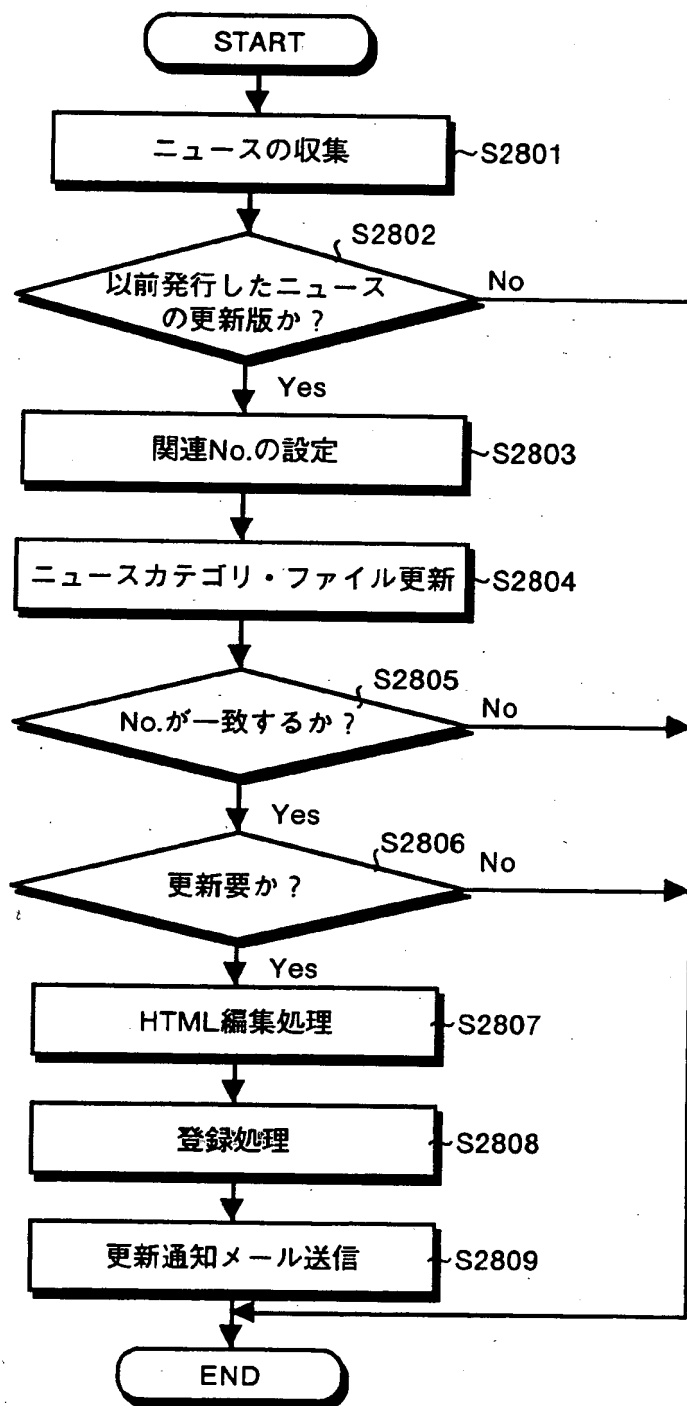 START
ニュースの収集
~S2801
S2802
以前発行したニュース
の更新版か？
No
Yes
関連No.の設定
~S2803
ニュースカテゴリ・ファイル更新
~S2804
S2805
No.が一致するか？
No
Yes
S2806
更新要か？
No
Yes
HTML編集処理
~S2807
登録処理
~S2808
更新通知メール送信
~S2809
END